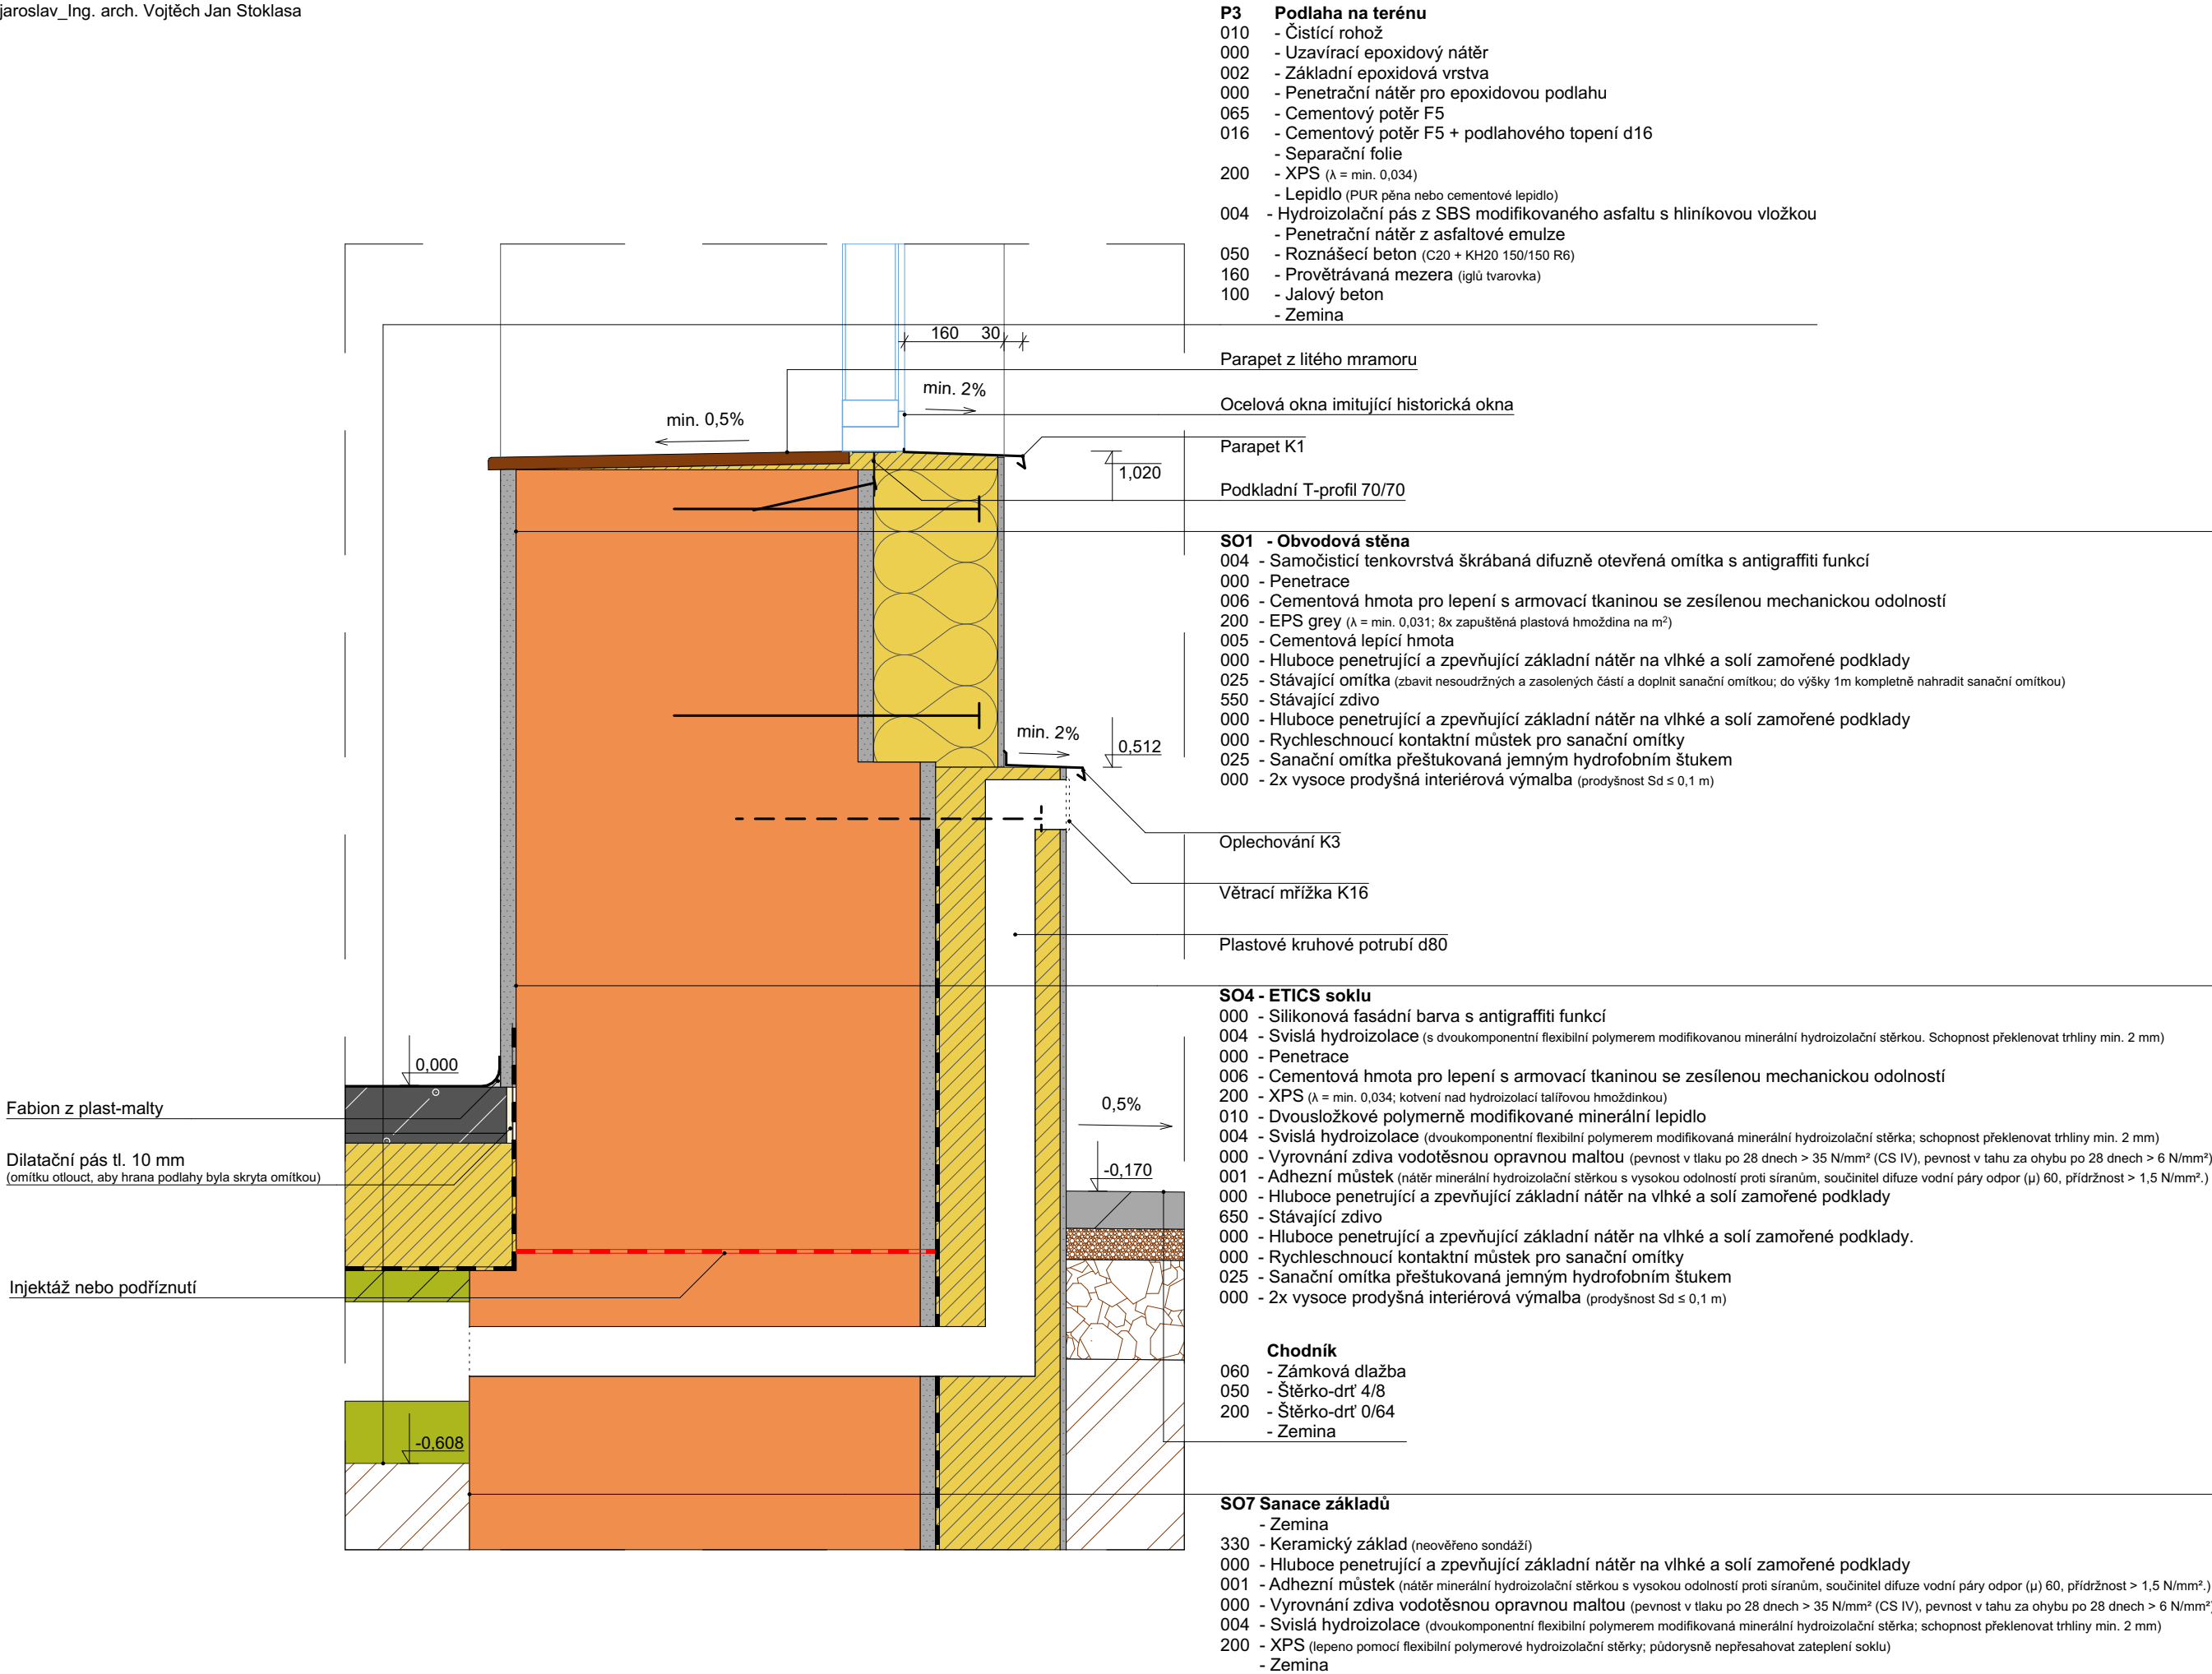 jaroslav_Ing. arch. Vojtěch Jan Stoklasa
P3 Podlaha na terénu
010 - Čistící rohož
000 - Uzavírací epoxidový nátěr
002 - Základní epoxidová vrstva
000 - Penetrační nátěr pro epoxidovou podlahu
065 - Cementový potěr F5
016 - Cementový potěr F5 + podlahového topení d16
- Separační folie
200 - XPS (λ = min. 0,034)
- Lepidlo (PUR pěna nebo cementové lepidlo)
004 - Hydroizolační pás z SBS modifikovaného asfaltu s hliníkovou vložkou
- Penetrační nátěr z asfaltové emulze
050 - Roznášecí beton (C20 + KH20 150/150 R6)
160 - Provětrávaná mezera (iglù tvarovka)
100 - Jalový beton
- Zemina
160 30
Parapet z litého mramoru
min. 2%
Ocelová okna imitující historická okna
min. 0,5%
Parapet K1
1,020
Podkladní T-profil 70/70
SO1 - Obvodová stěna
004 - Samočisticí tenkovrstvá škrábaná difuzně otevřená omítka s antigraffiti funkcí
000 - Penetrace
006 - Cementová hmota pro lepení s armovací tkaninou se zesílenou mechanickou odolností
200 - EPS grey (λ = min. 0,031; 8x zapuštěná plastová hmoždina na m²)
005 - Cementová lepící hmota
000 - Hluboce penetrující a zpevňující základní nátěr na vlhké a solí zamořené podklady
025 - Stávající omítka (zbavit nesoudržných a zasolených částí a doplnit sanační omítkou; do výšky 1m kompletně nahradit sanační omítkou)
550 - Stávající zdivo
000 - Hluboce penetrující a zpevňující základní nátěr na vlhké a solí zamořené podklady
000 - Rychleschnoucí kontaktní můstek pro sanační omítky
025 - Sanační omítka přeštukovaná jemným hydrofobním štukem
000 - 2x vysoce prodyšná interiérová výmalba (prodyšnost Sd ≤ 0,1 m)
min. 2%
0,512
Oplechování K3
Větrací mřížka K16
Plastové kruhové potrubí d80
SO4 - ETICS soklu
000 - Silikonová fasádní barva s antigraffiti funkcí
004 - Svislá hydroizolace (s dvoukomponentní flexibilní polymerem modifikovanou minerální hydroizolační stěrkou. Schopnost překlenovat trhliny min. 2 mm)
000 - Penetrace
006 - Cementová hmota pro lepení s armovací tkaninou se zesílenou mechanickou odolností
200 - XPS (λ = min. 0,034; kotvení nad hydroizolací talířovou hmoždinkou)
010 - Dvousložkové polymerně modifikované minerální lepidlo
004 - Svislá hydroizolace (dvoukomponentní flexibilní polymerem modifikovaná minerální hydroizolační stěrka; schopnost překlenovat trhliny min. 2 mm)
000 - Vyrovnání zdiva vodotěsnou opravnou maltou (pevnost v tlaku po 28 dnech > 35 N/mm² (CS IV), pevnost v tahu za ohybu po 28 dnech > 6 N/mm²)
001 - Adhezní můstek (nátěr minerální hydroizolační stěrkou s vysokou odolností proti síranům, součinitel difuze vodní páry odpor (μ) 60, přídržnost > 1,5 N/mm².)
000 - Hluboce penetrující a zpevňující základní nátěr na vlhké a solí zamořené podklady
650 - Stávající zdivo
000 - Hluboce penetrující a zpevňující základní nátěr na vlhké a solí zamořené podklady.
000 - Rychleschnoucí kontaktní můstek pro sanační omítky
025 - Sanační omítka přeštukovaná jemným hydrofobním štukem
000 - 2x vysoce prodyšná interiérová výmalba (prodyšnost Sd ≤ 0,1 m)
0,000
Fabion z plast-malty
0,5%
Dilatační pás tl. 10 mm
(omítku otlouct, aby hrana podlahy byla skryta omítkou)
-0,170
Injektáž nebo podříznutí
Chodník
060 - Zámková dlažba
050 - Štěrko-drť 4/8
200 - Štěrko-drť 0/64
- Zemina
-0,608
SO7 Sanace základů
- Zemina
330 - Keramický základ (neověřeno sondáží)
000 - Hluboce penetrující a zpevňující základní nátěr na vlhké a solí zamořené podklady
001 - Adhezní můstek (nátěr minerální hydroizolační stěrkou s vysokou odolností proti síranům, součinitel difuze vodní páry odpor (μ) 60, přídržnost > 1,5 N/mm².)
000 - Vyrovnání zdiva vodotěsnou opravnou maltou (pevnost v tlaku po 28 dnech > 35 N/mm² (CS IV), pevnost v tahu za ohybu po 28 dnech > 6 N/mm²)
004 - Svislá hydroizolace (dvoukomponentní flexibilní polymerem modifikovaná minerální hydroizolační stěrka; schopnost překlenovat trhliny min. 2 mm)
200 - XPS (lepeno pomocí flexibilní polymerové hydroizolační stěrky; půdorysně nepřesahovat zateplení soklu)
- Zemina